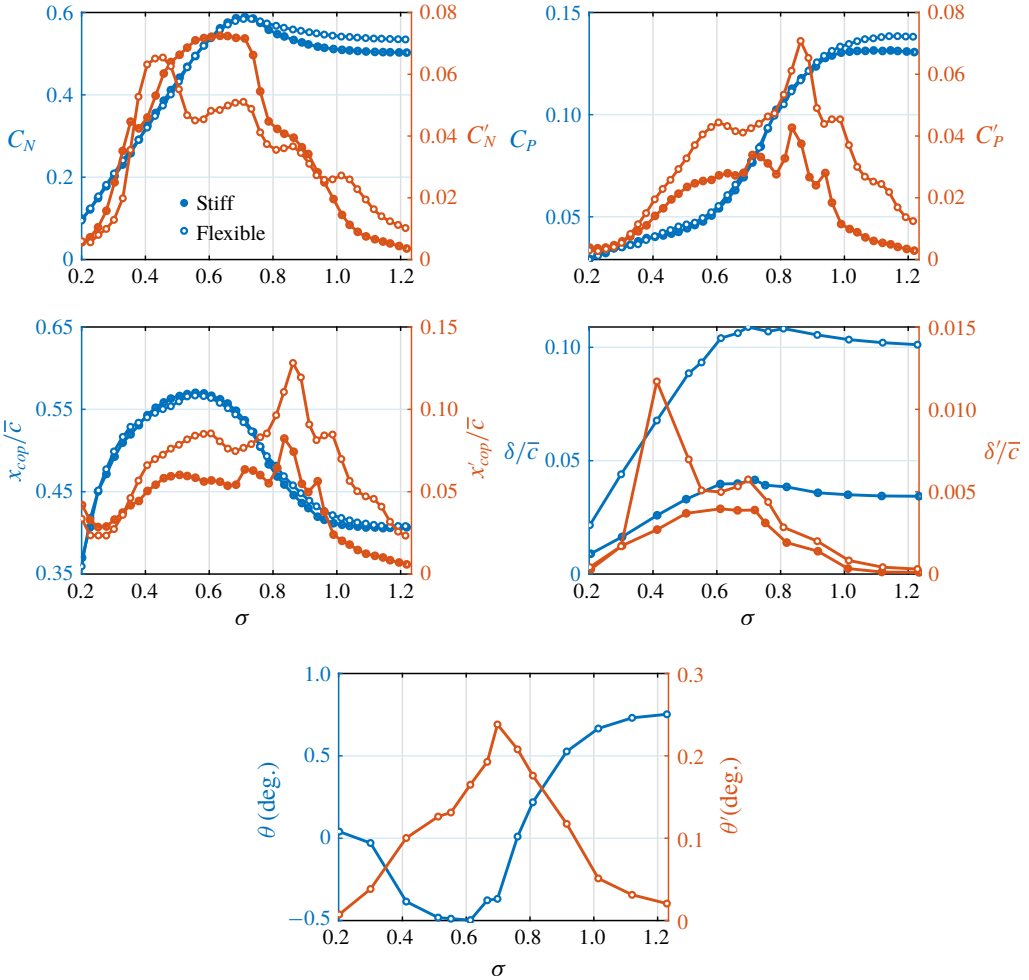 0.6 0.08 0.15 0.08
0.06 0.06
0.4
C_N 0.04 C′_N C_P 0.10 0.04 C′_P
0.2 Stiff 0.02 0.05 0.02
Flexible
0 0 0
0.2 0.4 0.6 0.8 1.0 1.2 0.2 0.4 0.6 0.8 1.0 1.2
0.65 0.15 0.015
0.10
0.55 0.10 0.010
x_cop/c̅ x′_cop/c̅ δ/c̅ δ′/c̅
0.45 0.05 0.05 0.005
0.35 0 0 0
0.2 0.4 0.6 0.8 1.0 1.2 0.2 0.4 0.6 0.8 1.0 1.2
σ σ
1.0 0.3
0.5 0.2
θ (deg.) θ′(deg.)
0 0.1
−0.5 0
0.2 0.4 0.6 0.8 1.0 1.2
σ